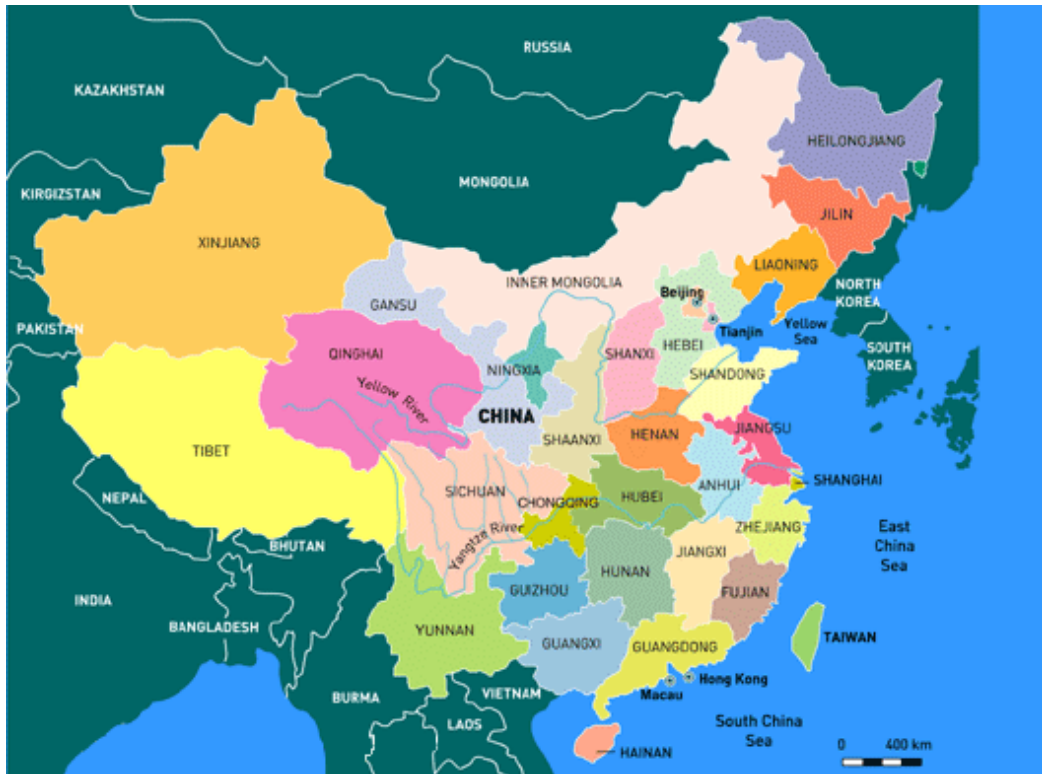 RUSSIA
KAZAKHSTAN
HEILONGJIANG
MONGOLIA
KIRGIZSTAN
JILIN
XINJIANG
LIAONING
INNER MONGOLIA
NORTH
KOREA
Beijing
GANSU
PAKISTAN
Tianjin
Yellow
Sea
QINGHAI
SHANXI
HEBEI
SOUTH
KOREA
NINGXIA
SHANDONG
Yellow River
CHINA
JIANGSU
HENAN
SHAANXI
TIBET
SHANGHAI
ANHUI
SICHUAN
NEPAL
CHONGQING
HUBEI
ZHEJIANG
East
China
Sea
BHUTAN
Yangtze River
JIANGXI
HUNAN
GUIZHOU
FUJIAN
INDIA
BANGLADESH
YUNNAN
TAIWAN
GUANGXI
GUANGDONG
Hong Kong
Macau
VIETNAM
BURMA
LAOS
South China
Sea
HAINAN
0 400 km